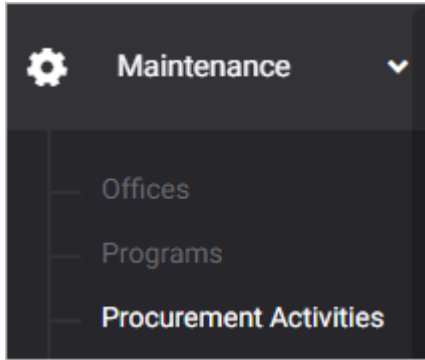 Maintenance
Offices
Programs
Procurement Activities